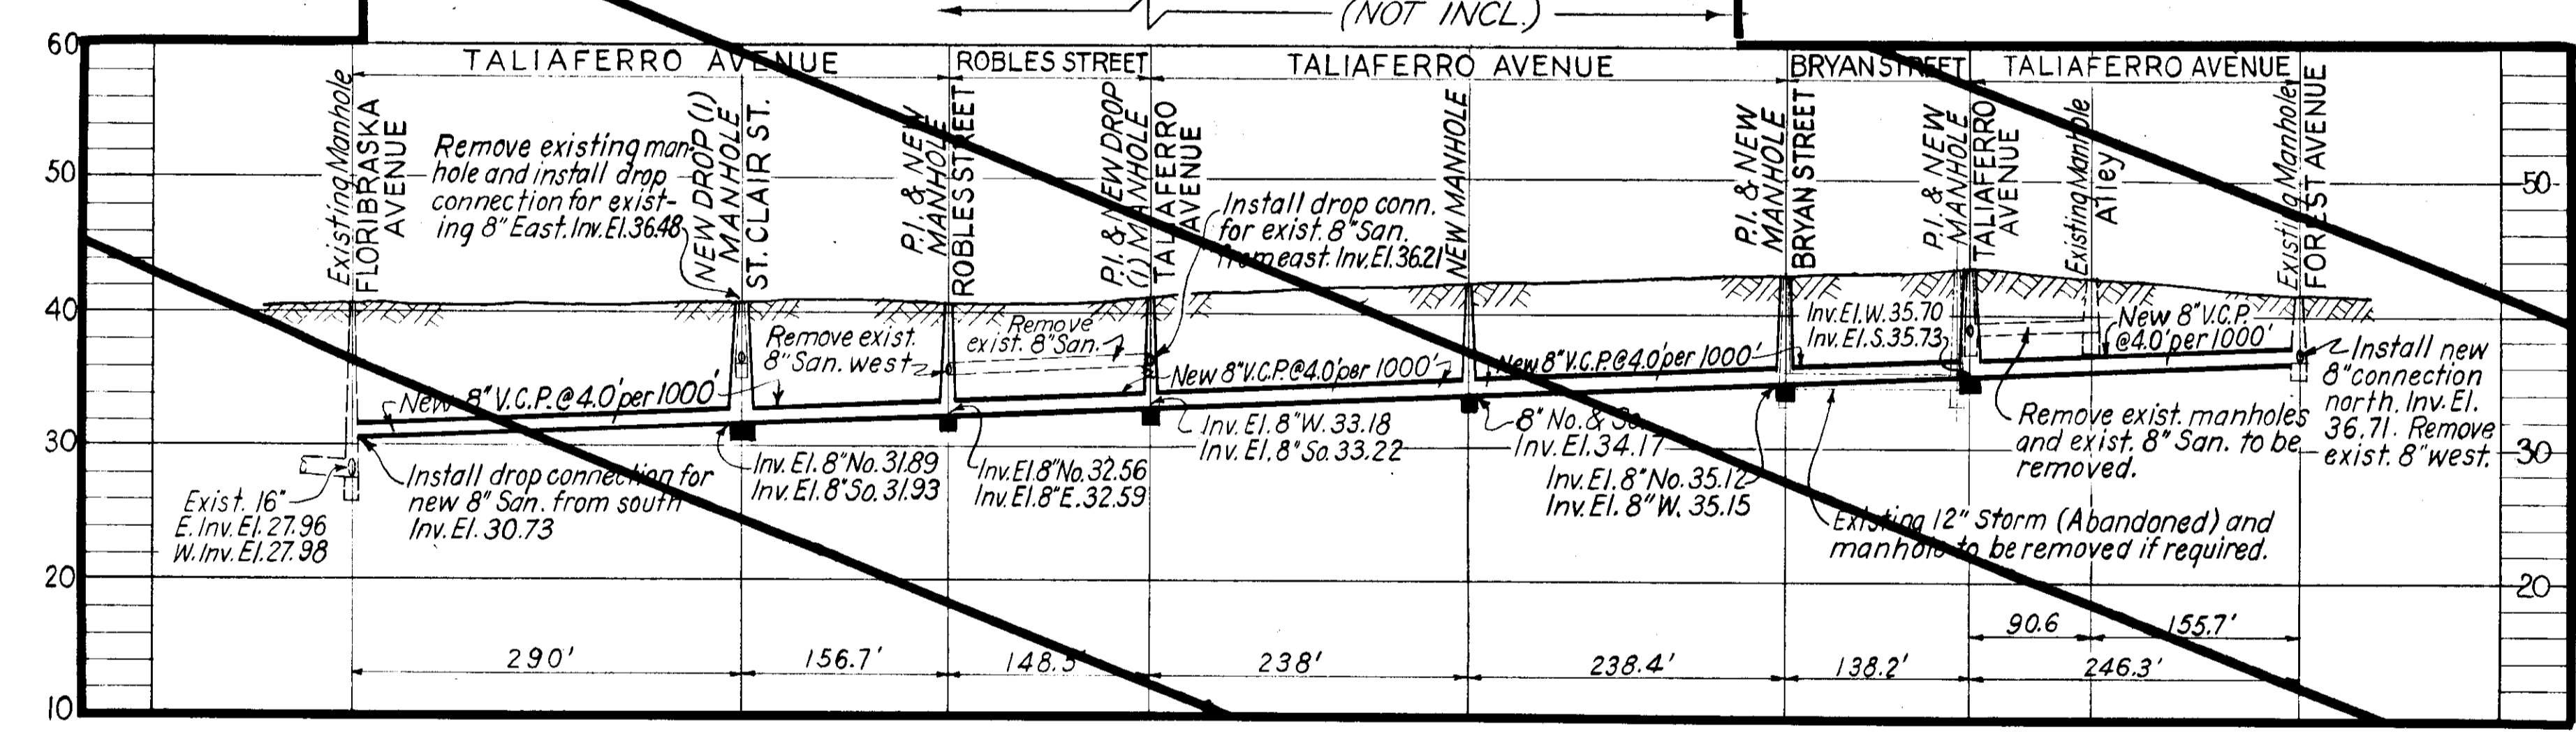 (NOT INCL.)
60
TALIAFERRO AVENUE
ROBLES STREET
TALIAFERRO AVENUE
BRYAN STREET
TALIAFERRO AVENUE
50
50
40
30
30
20
20
10
Existing Manhole
FLORIBRASKA
AVENUE
Remove existing man-
hole and install drop
connection for exist-
ing 8" East. Inv. El. 36.48
NEW DROP (1)
MANHOLE
ST. CLAIR ST.
P.I. & NEW
MANHOLE
ROBLES STREET
P.I. & NEW DROP
(1) MANHOLE
TALIAFERRO
AVENUE
Install drop conn.
for exist. 8" San.
from east. Inv. El. 36.21
NEW MANHOLE
P.I. & NEW
MANHOLE
BRYAN STREET
P.I. & NEW
MANHOLE
TALIAFERRO
AVENUE
Existing Manhole
Alley
Existing Manhole
FOREST AVENUE
Remove exist.
8" San. west
Remove
exist. 8" San.
Inv. El. W. 35.70
Inv. El. S. 35.73
New 8" V.C.P.
@4.0' per 1000'
New 8" V.C.P. @ 4.0' per 1000'
New 8" V.C.P. @ 4.0' per 1000'
New 8" V.C.P. @ 4.0' per 1000'
Install new
8" connection
north. Inv. El.
36.71. Remove
exist. 8" west.
Remove exist. manholes
and exist. 8" San. to be
removed.
Exist. 16"
E. Inv. El. 27.96
W. Inv. El. 27.98
Install drop connection for
new 8" San. from south
Inv. El. 30.73
Inv. El. 8" No. 31.89
Inv. El. 8" So. 31.93
Inv. El. 8" No. 32.56
Inv. El. 8" E. 32.59
Inv. El. 8" W. 33.18
Inv. El. 8" So. 33.22
8" No. & So.
Inv. El. 34.17
Inv. El. 8" No. 35.12
Inv. El. 8" W. 35.15
Existing 12" Storm (Abandoned) and
manhole to be removed if required.
290'
156.7'
148.5'
238'
238.4'
138.2'
90.6
155.7'
246.3'